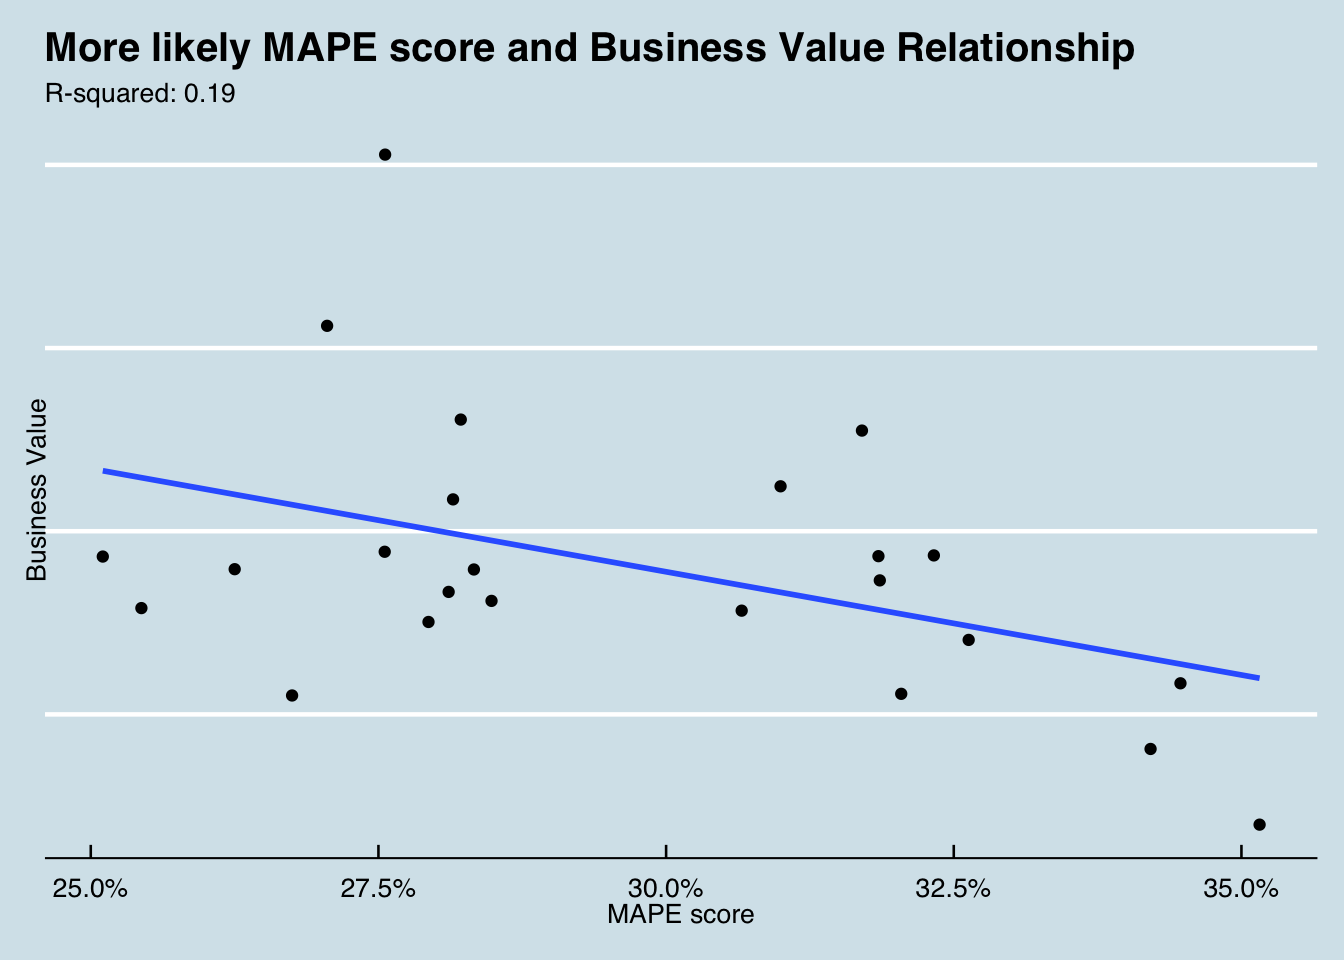 More likely MAPE score and Business Value Relationship
R-squared: 0.19
Business Value
25.0% 27.5% 30.0% 32.5% 35.0%
MAPE score